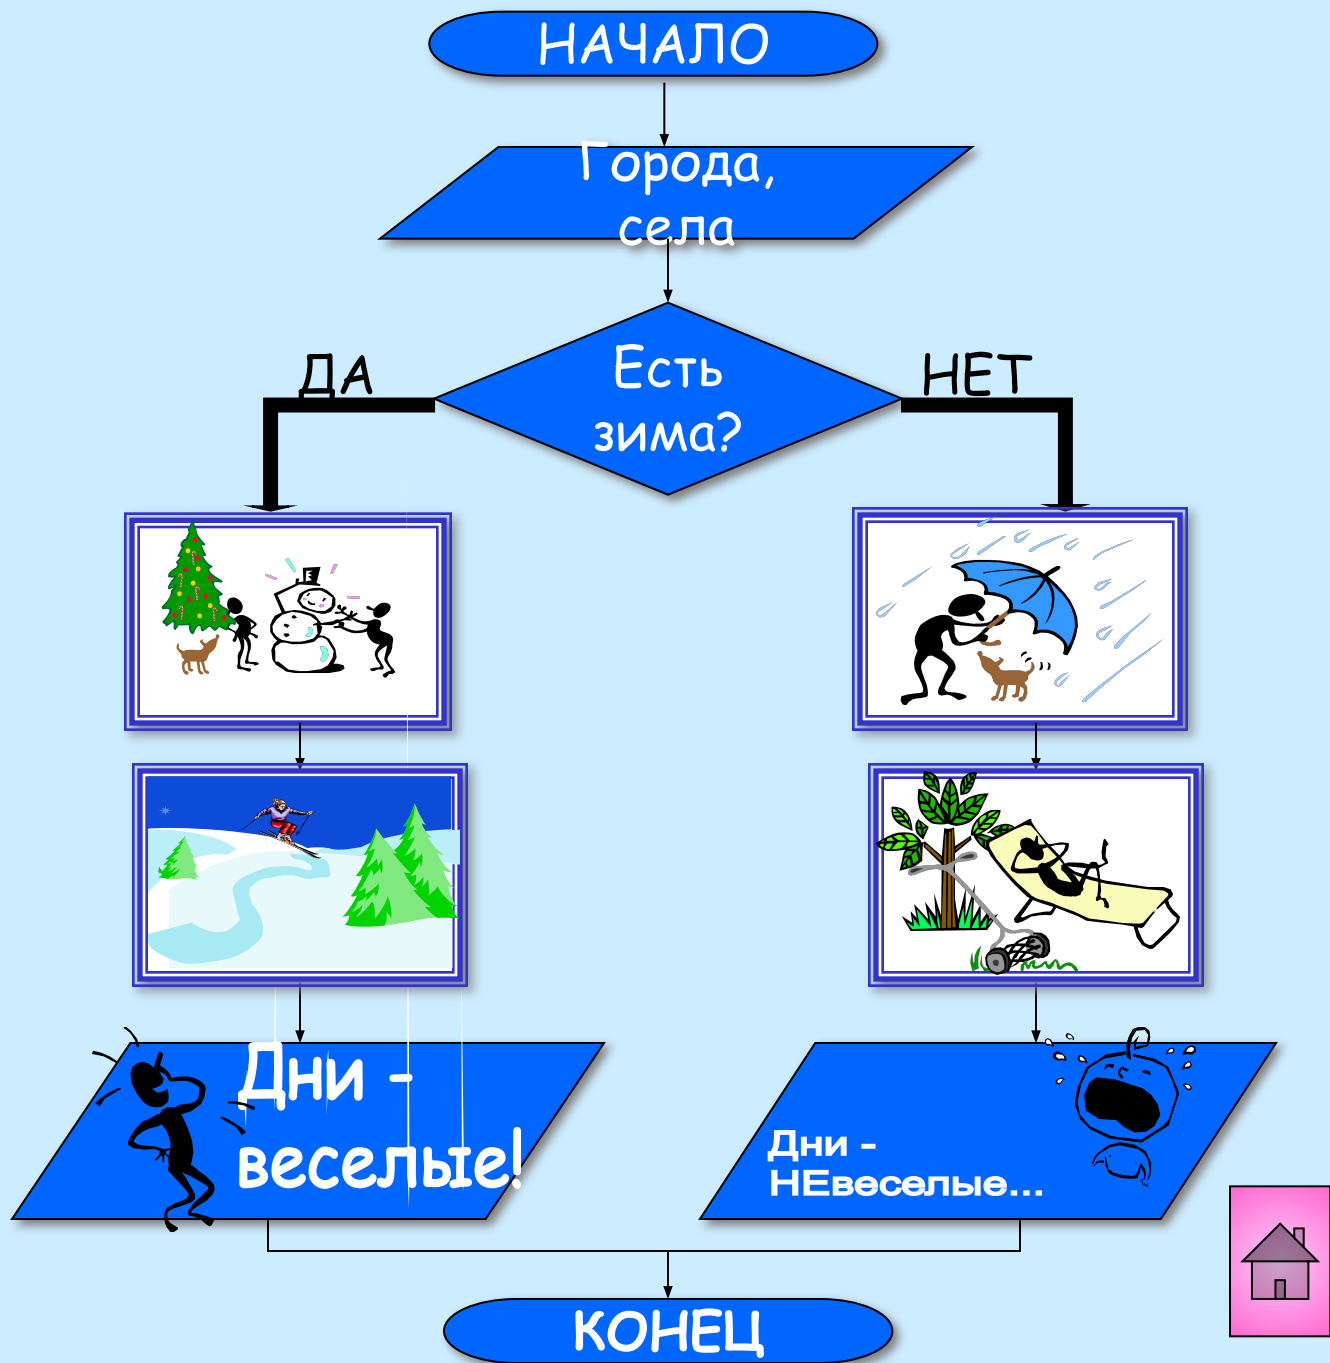 НАЧАЛО
Города,
села
Есть
зима?
ДА
НЕТ
Дни -
веселые!
Дни -
НЕвеселые...
КОНЕЦ